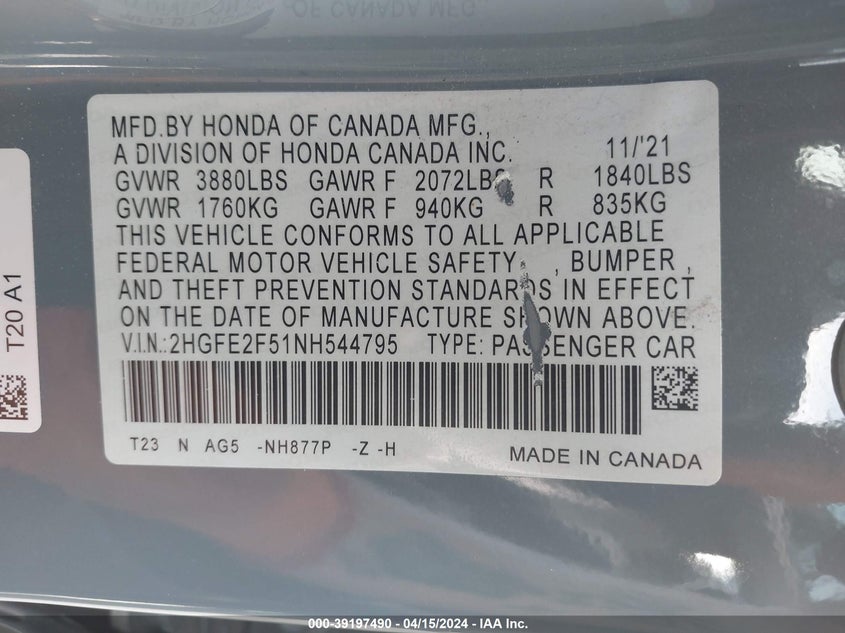 MFD.BY HONDA OF CANADA MFG.,
A DIVISION OF HONDA CANADA INC. 11/'21
GVWR 3880LBS GAWR F 2072LBS R 1840LBS
GVWR 1760KG GAWR F 940KG R 835KG
THIS VEHICLE CONFORMS TO ALL APPLICABLE
FEDERAL MOTOR VEHICLE SAFETY , BUMPER ,
AND THEFT PREVENTION STANDARDS IN EFFECT
ON THE DATE OF MANUFACTURE SHOWN ABOVE.
V.I.N.:2HGFE2F51NH544795 TYPE: PASSENGER CAR
T23 N AG5 -NH877P -Z -H
MADE IN CANADA
T20 A1
000-39197490 - 04/15/2024 - IAA Inc.